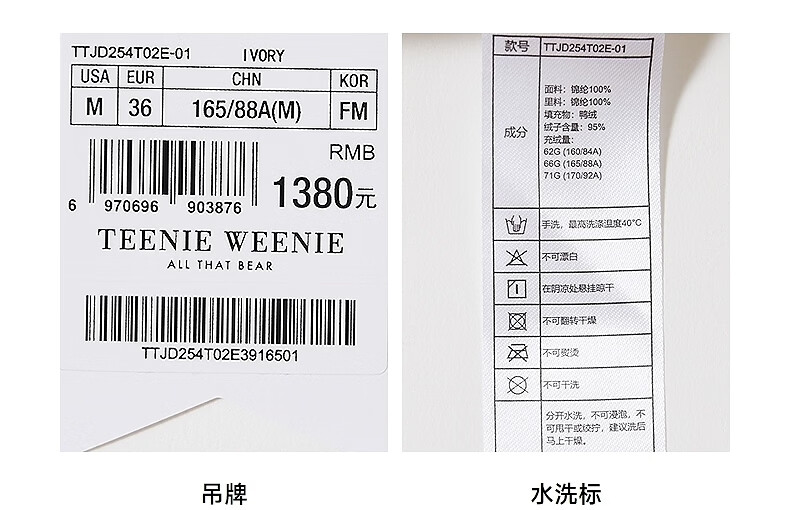 TTJD254T02E-01 IVORY
USA EUR CHN KOR
M 36 165/88A(M) FM
RMB
1380元
6 970696 903876
TEENIE WEENIE
ALL THAT BEAR
TTJD254T02E3916501
吊牌
款号 TTJD254T02E-01
成分
面料：锦纶100%
里料：锦纶100%
填充物：鸭绒
绒子含量：95%
充绒量：
62G (160/84A)
66G (165/88A)
71G (170/92A)
手洗，最高洗涤温度40°C
不可漂白
在阴凉处悬挂晾干
不可翻转干燥
不可熨烫
不可干洗
分开水洗，不可浸泡，不
可甩干或绞拧，建议洗后
马上干燥。
水洗标